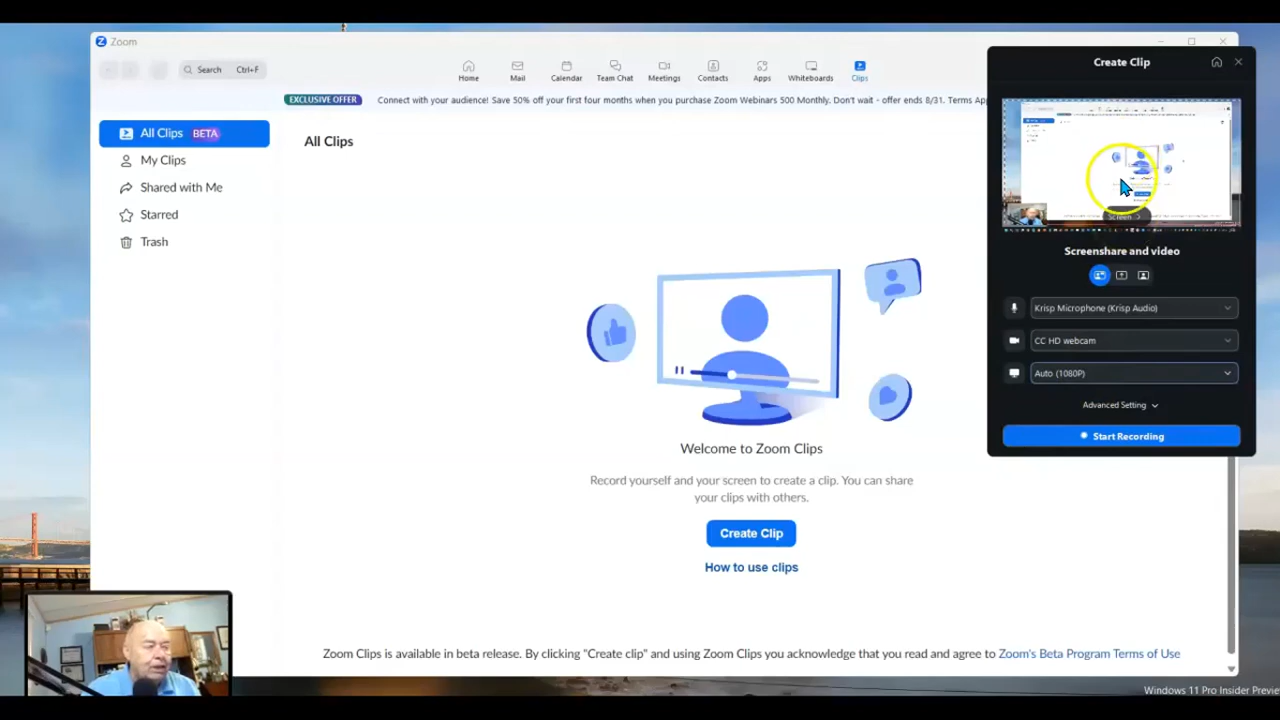 Zoom
Search Ctrl+F
Home Mail Calendar Team Chat Meetings Contacts Apps Whiteboards Clips
EXCLUSIVE OFFER Connect with your audience! Save 50% off your first four months when you purchase Zoom Webinars 500 Monthly. Don't wait - offer ends 8/31. Terms Ap
All Clips BETA
My Clips
Shared with Me
Starred
Trash
All Clips
Welcome to Zoom Clips
Record yourself and your screen to create a clip. You can share
your clips with others.
Create Clip
How to use clips
Zoom Clips is available in beta release. By clicking "Create clip" and using Zoom Clips you acknowledge that you read and agree to Zoom's Beta Program Terms of Use
Create Clip
Screen
Screenshare and video
Krisp Microphone (Krisp Audio)
CC HD webcam
Auto (1080P)
Advanced Setting
Start Recording
Windows 11 Pro Insider Previe